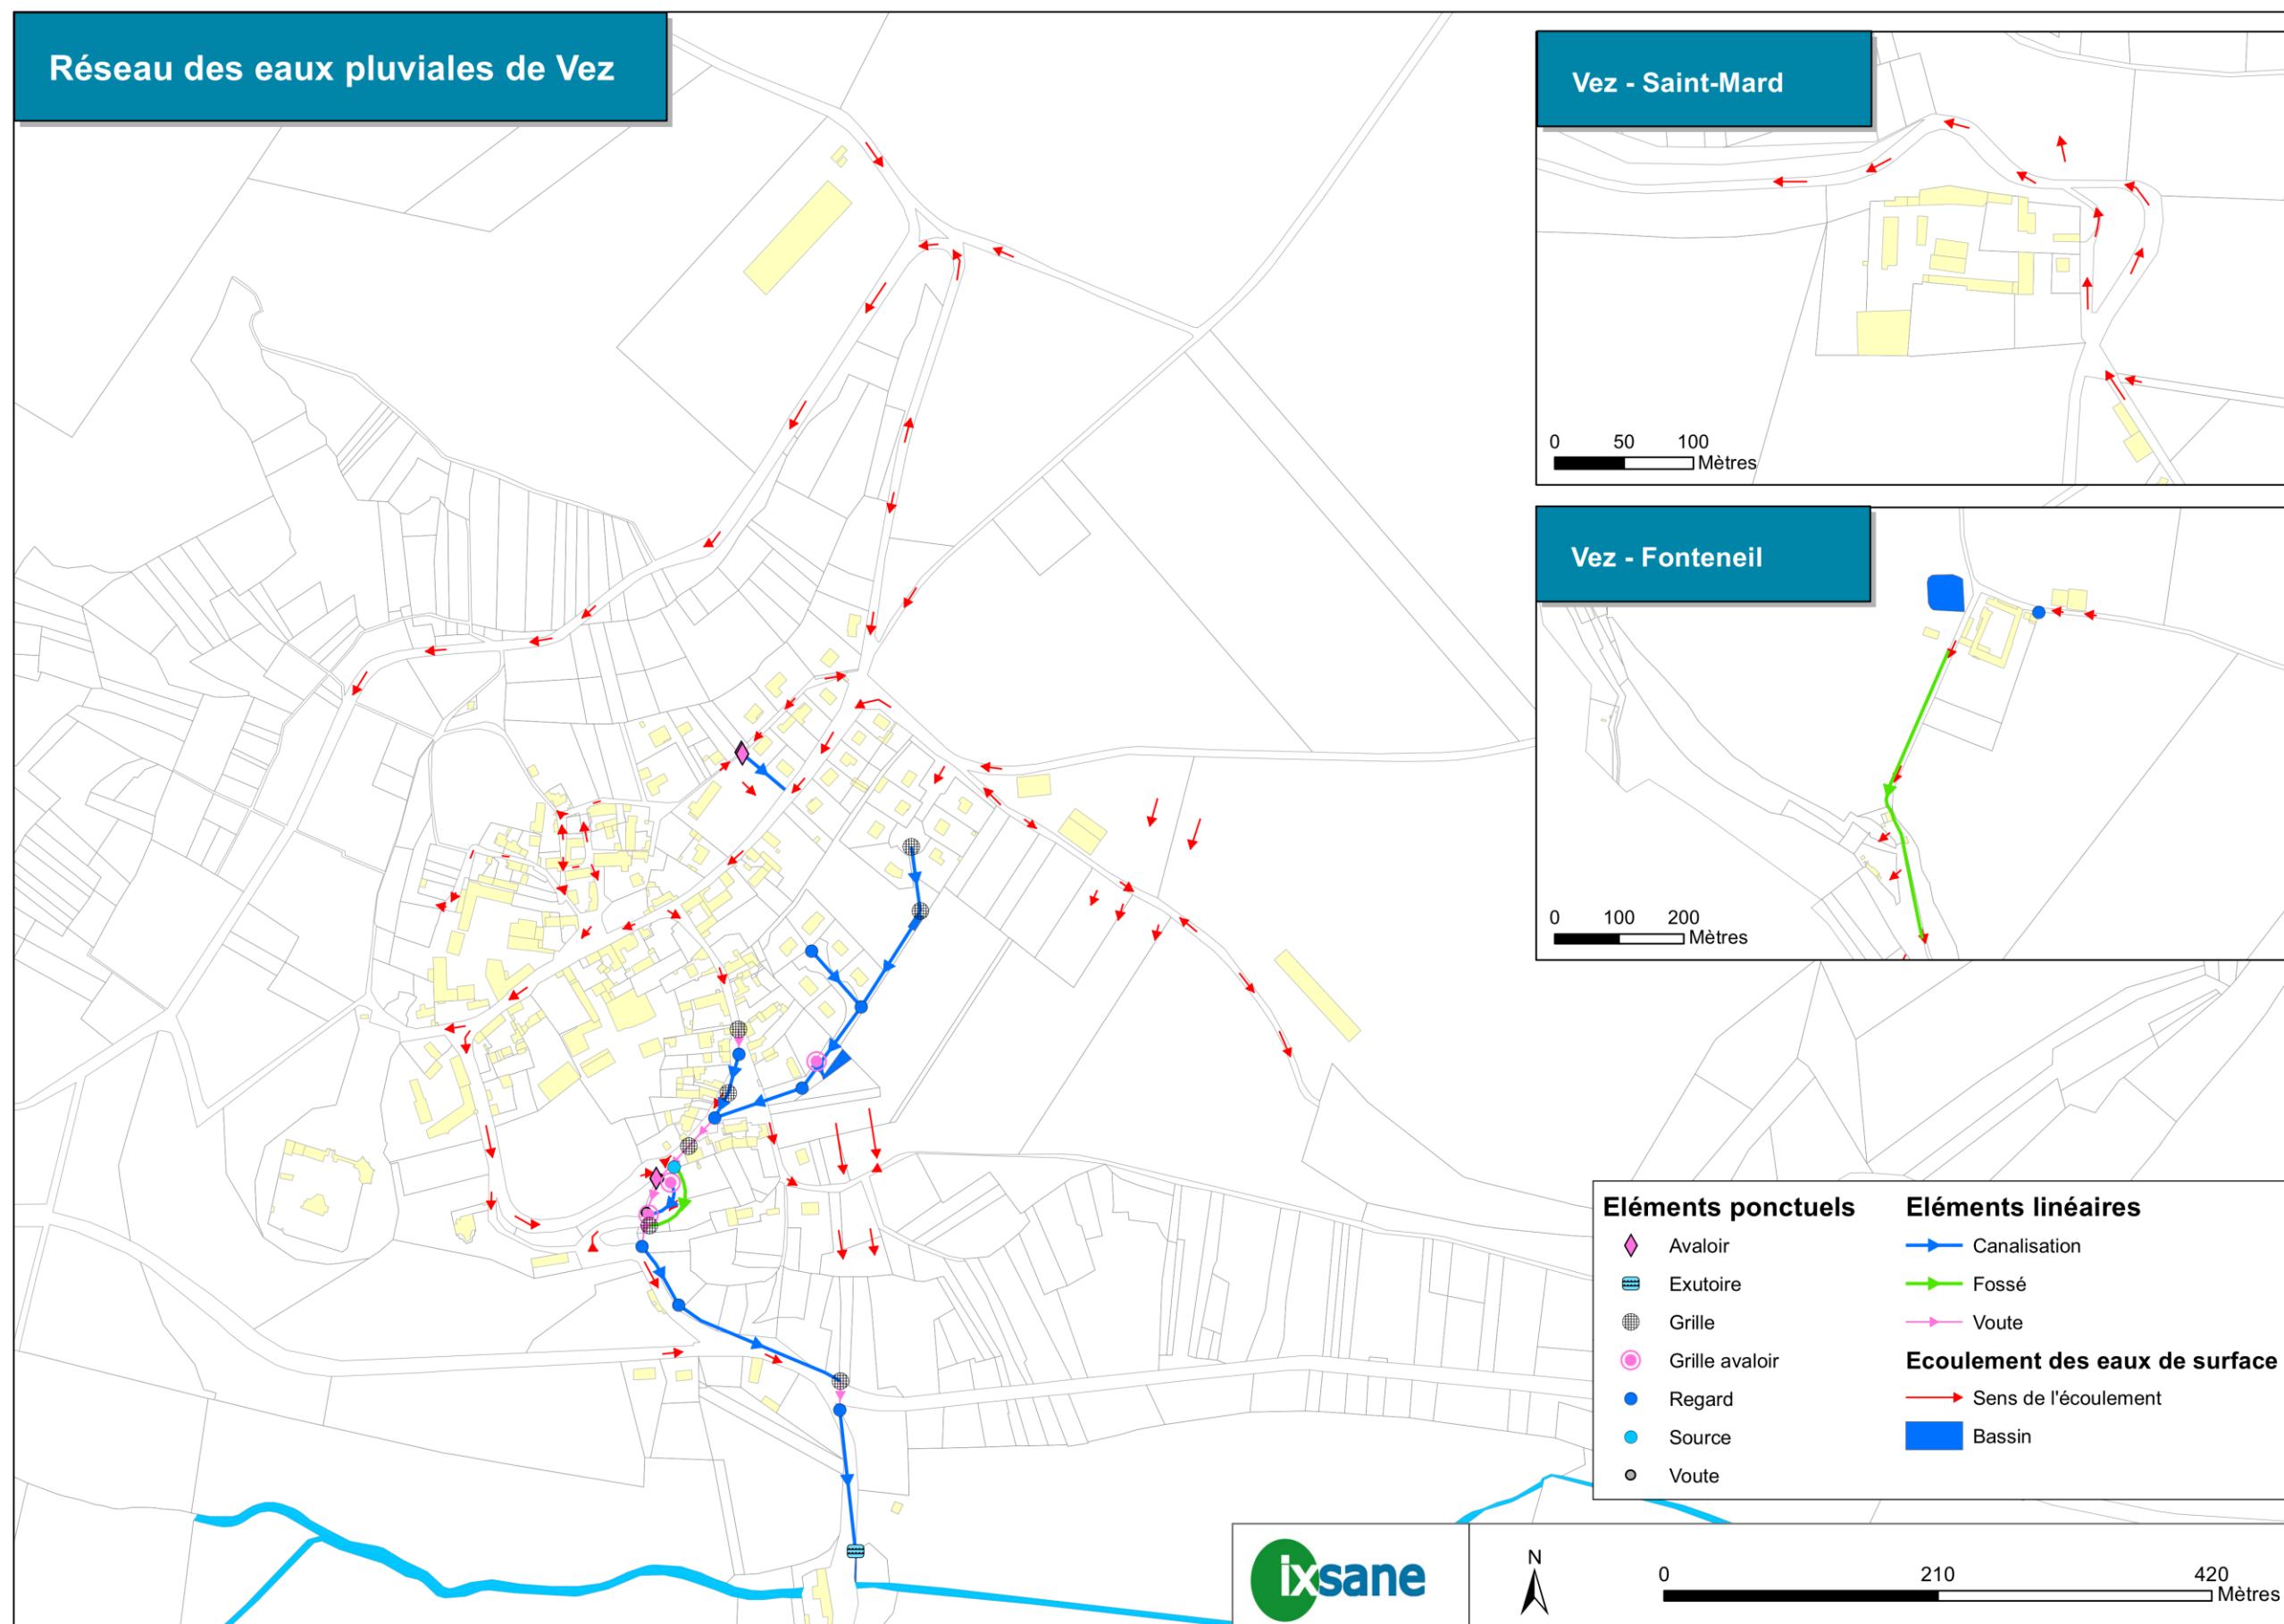 Réseau des eaux pluviales de Vez
Vez - Saint-Mard
0 50 100
Mètres
Vez - Fonteneil
0 100 200
Mètres
Eléments ponctuels
Avaloir
Exutoire
Grille
Grille avaloir
Regard
Source
Voute
Eléments linéaires
Canalisation
Fossé
Voute
Ecoulement des eaux de surface
Sens de l'écoulement
Bassin
ixsane
N
0 210 420
Mètres